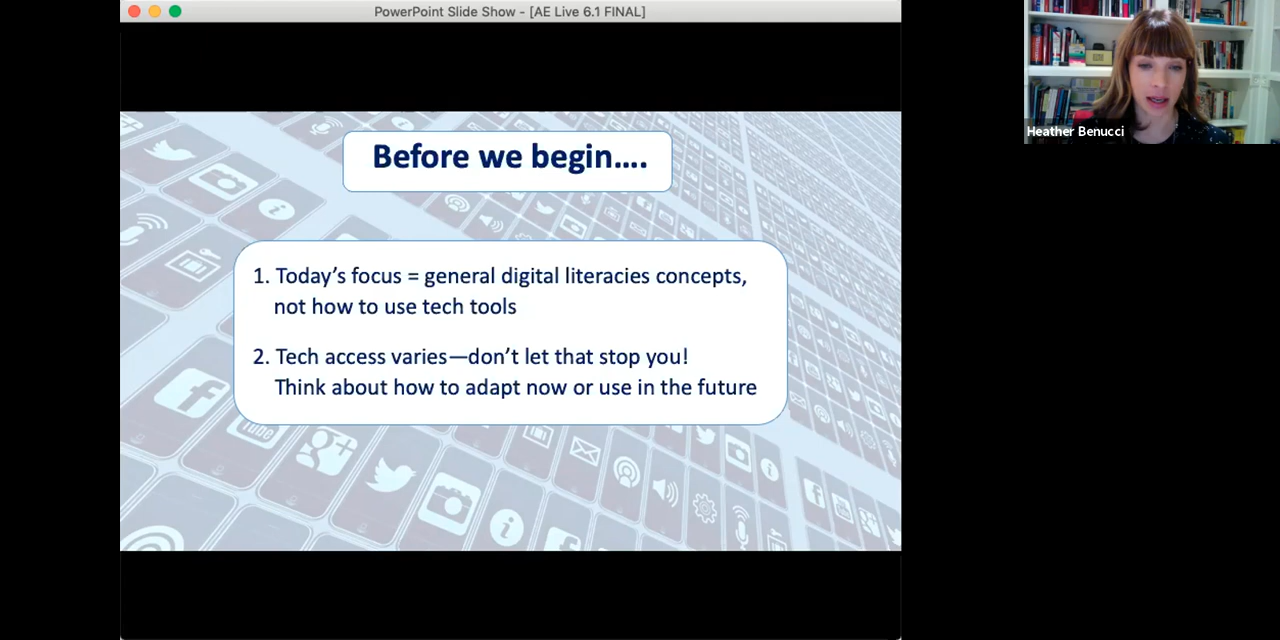 PowerPoint Slide Show - [AE Live 6.1 FINAL]
Heather Benucci
Before we begin....
1. Today's focus = general digital literacies concepts,
not how to use tech tools
2. Tech access varies—don't let that stop you!
Think about how to adapt now or use in the future
Tube